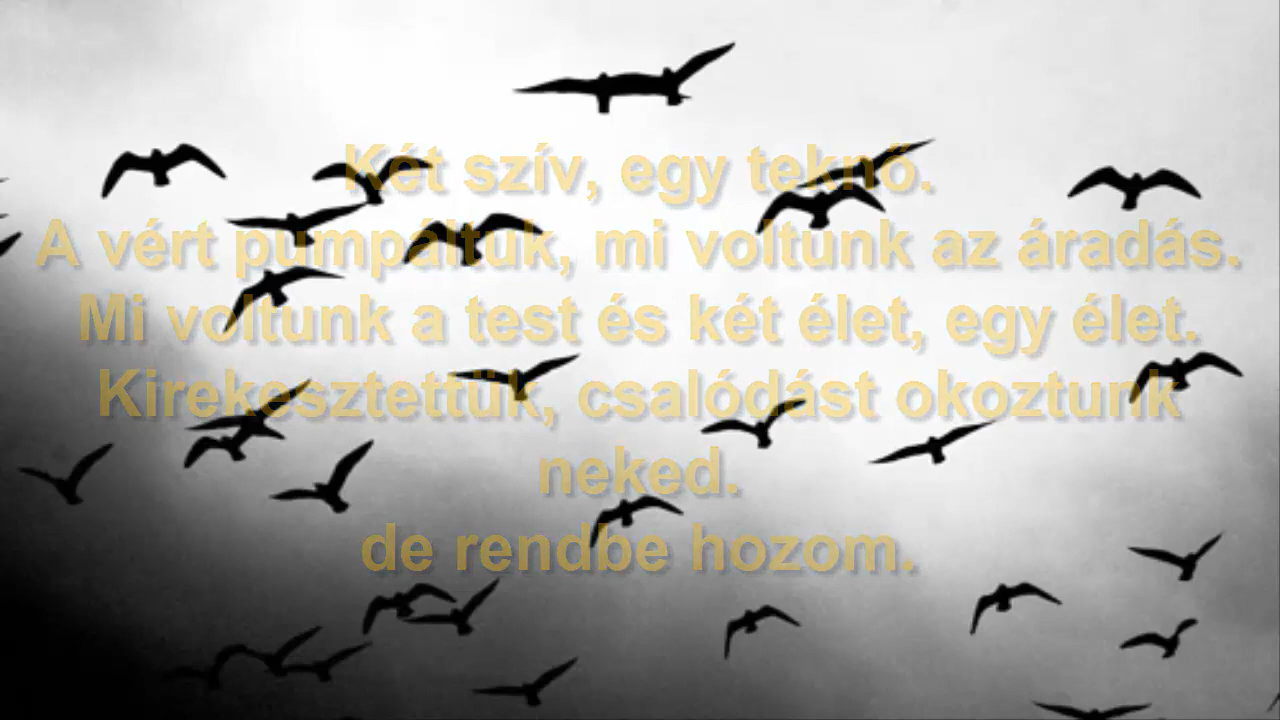 Két szív, egy teknő.
A vért pumpáltuk, mi voltunk az áradás.
Mi voltunk a test és két élet, egy élet.
Kirekesztettük, csalódást okoztunk
neked.
de rendbe hozom.